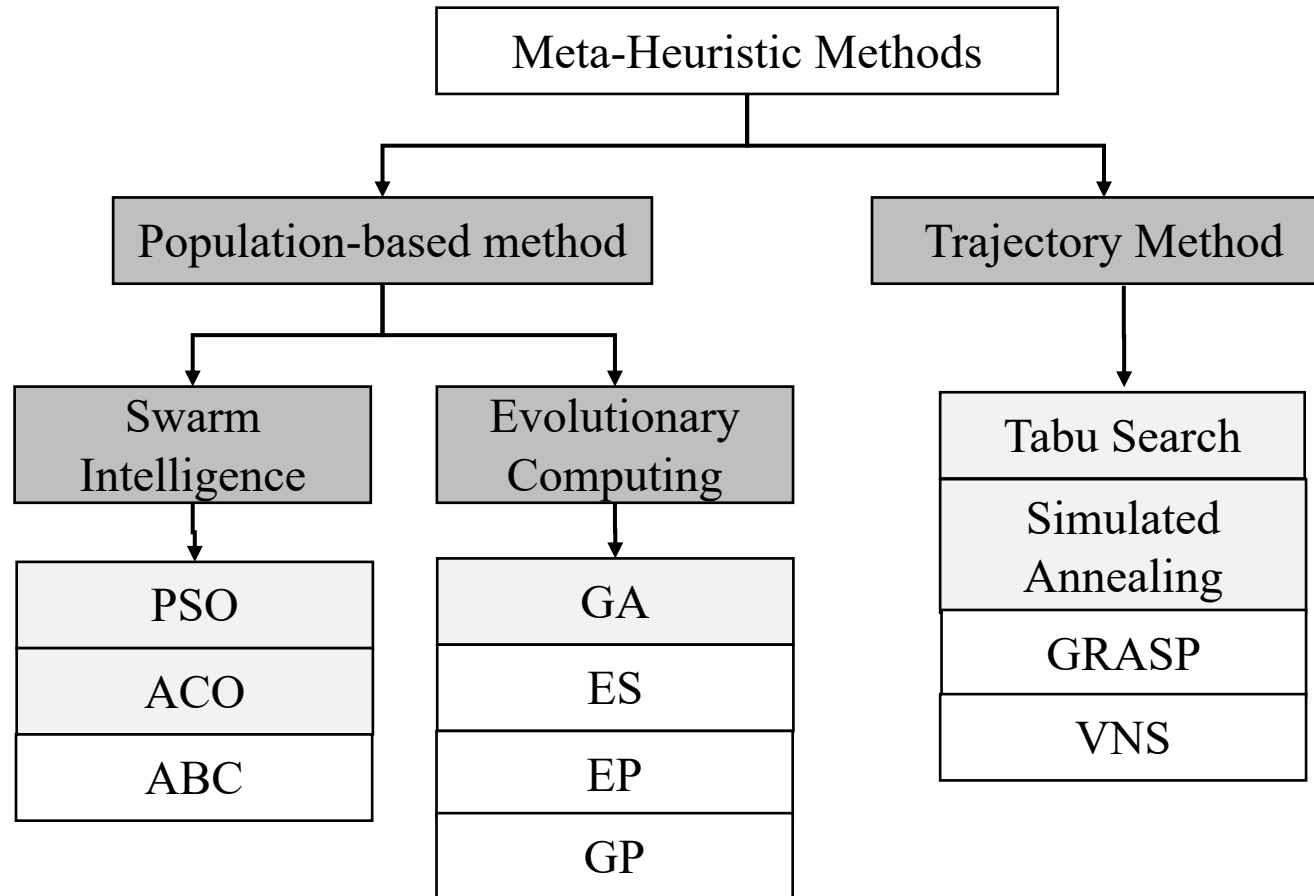 Meta-Heuristic Methods
Population-based method
Trajectory Method
Swarm
Intelligence
Evolutionary
Computing
PSO
ACO
ABC
GA
ES
EP
GP
Tabu Search
Simulated
Annealing
GRASP
VNS